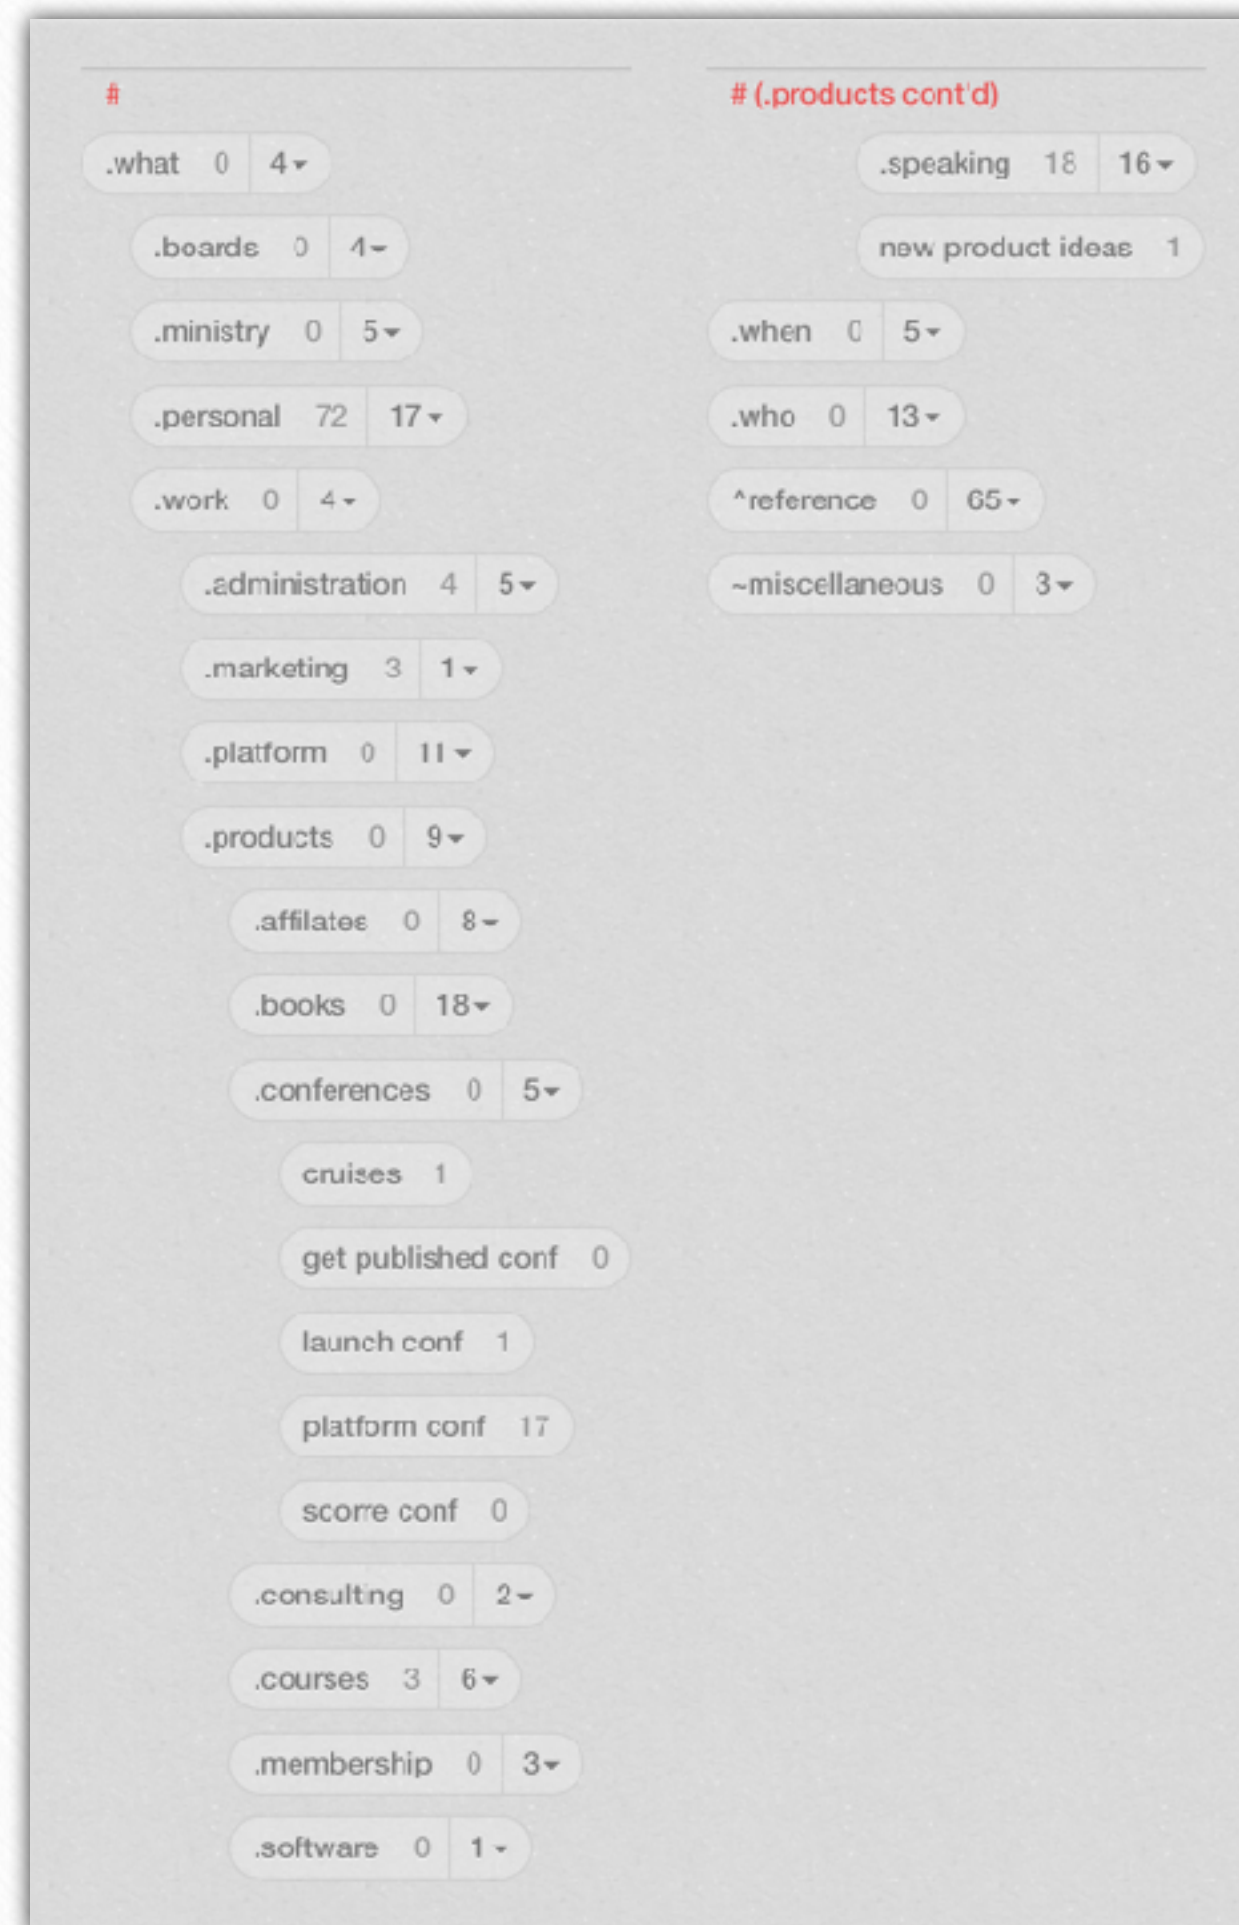 #
.what 0 4
.boards 0 4
.ministry 0 5
.personal 72 17
.work 0 4
.administration 4 5
.marketing 3 1
.platform 0 11
.products 0 9
.affilates 0 8
.books 0 18
.conferences 0 5
cruises 1
get published conf 0
launch conf 1
platform conf 17
scorre conf 0
.consulting 0 2
.courses 3 6
.membership 0 3
.software 0 1
# (.products cont'd)
.speaking 18 16
new product ideas 1
.when 0 5
.who 0 13
^reference 0 65
~miscellaneous 0 3